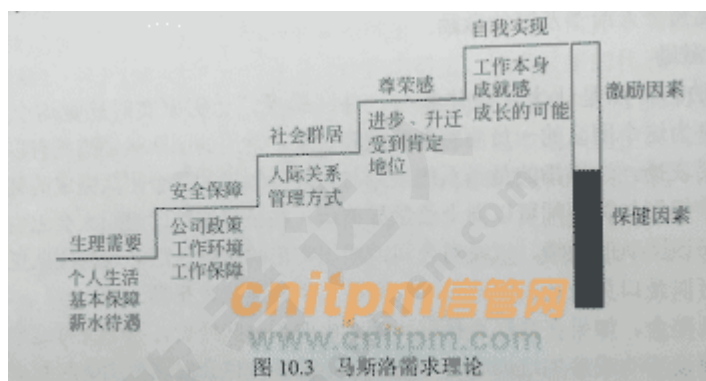 自我实现
工作本身
成就感
成长的可能
激励因素
尊荣感
进步、升迁
受到肯定
地位
社会群居
人际关系
管理方式
保健因素
安全保障
公司政策
工作环境
工作保障
生理需要
个人生活
基本保障
薪水待遇
cnitpm信管网
www.cnitpm.com
图 10.3 马斯洛需求理论